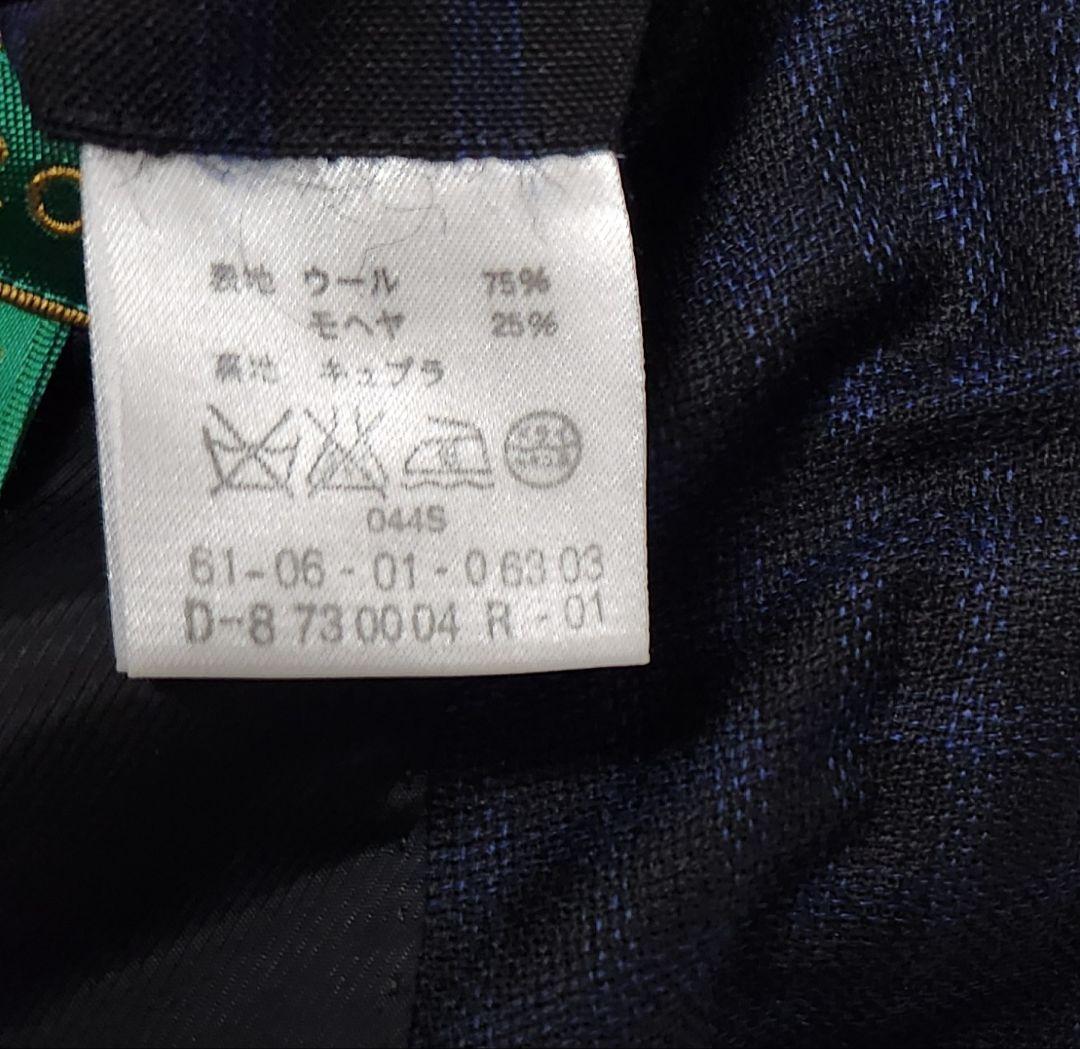 表地 ウール 75%
モヘヤ 25%
裏地 キュプラ
044S
61-06-01-06303
D-8730004 R-01